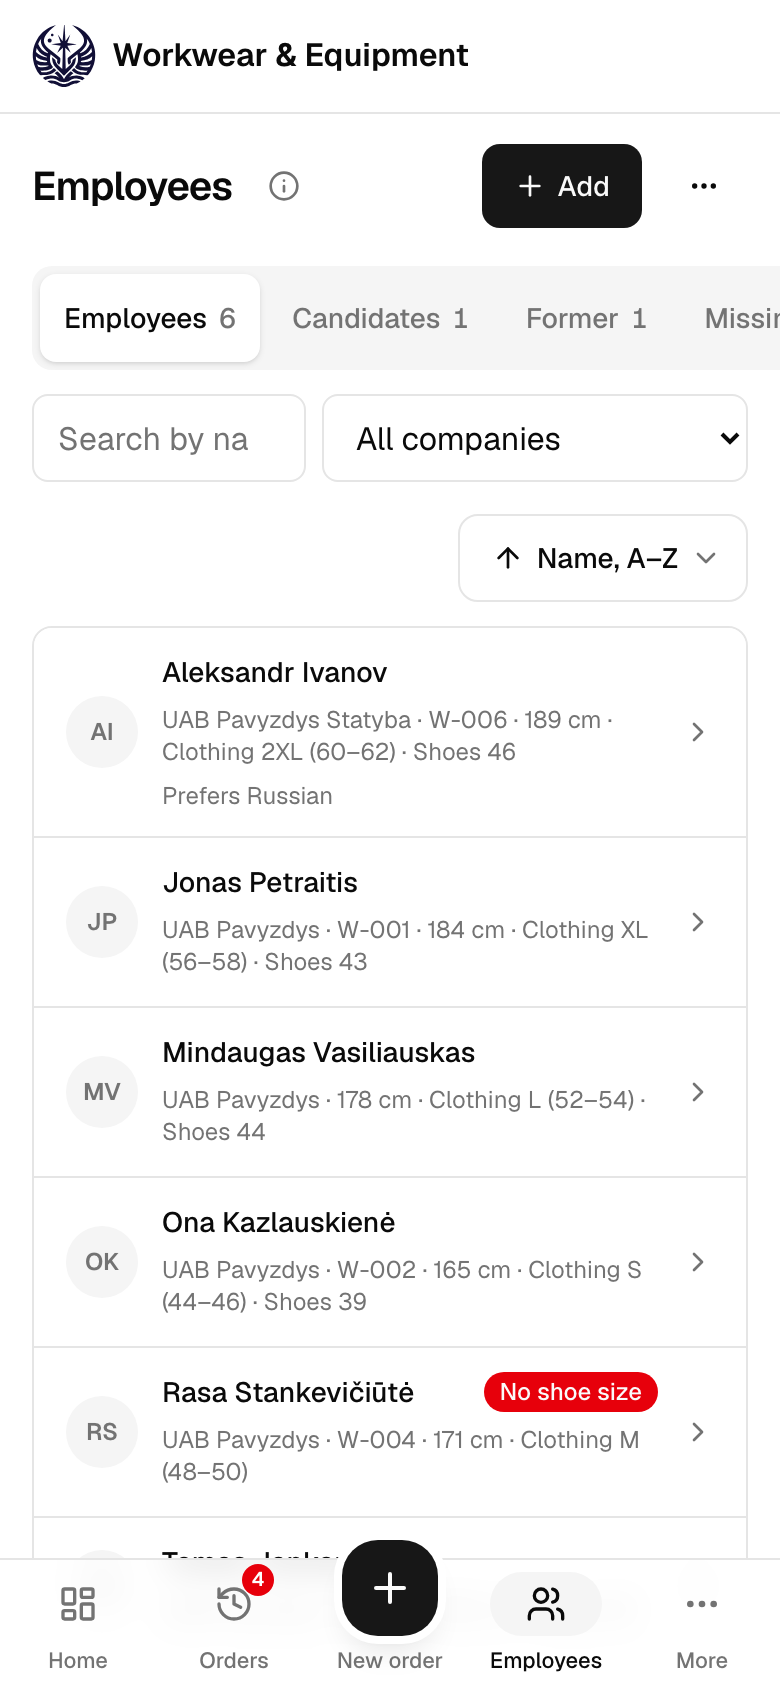 Workwear & Equipment
Employees
Add
Employees 6
Candidates 1
Former 1
Search by na
All companies
Name, A–Z
Aleksandr Ivanov
AI
UAB Pavyzdys Statyba · W-006 · 189 cm ·
Clothing 2XL (60–62) · Shoes 46
Prefers Russian
Jonas Petraitis
JP
UAB Pavyzdys · W-001 · 184 cm · Clothing XL
(56–58) · Shoes 43
Mindaugas Vasiliauskas
MV
UAB Pavyzdys · 178 cm · Clothing L (52–54) ·
Shoes 44
Ona Kazlauskienė
OK
UAB Pavyzdys · W-002 · 165 cm · Clothing S
(44–46) · Shoes 39
Rasa Stankevičiūtė
No shoe size
RS
UAB Pavyzdys · W-004 · 171 cm · Clothing M
(48–50)
4
Home
Orders
New order
Employees
More